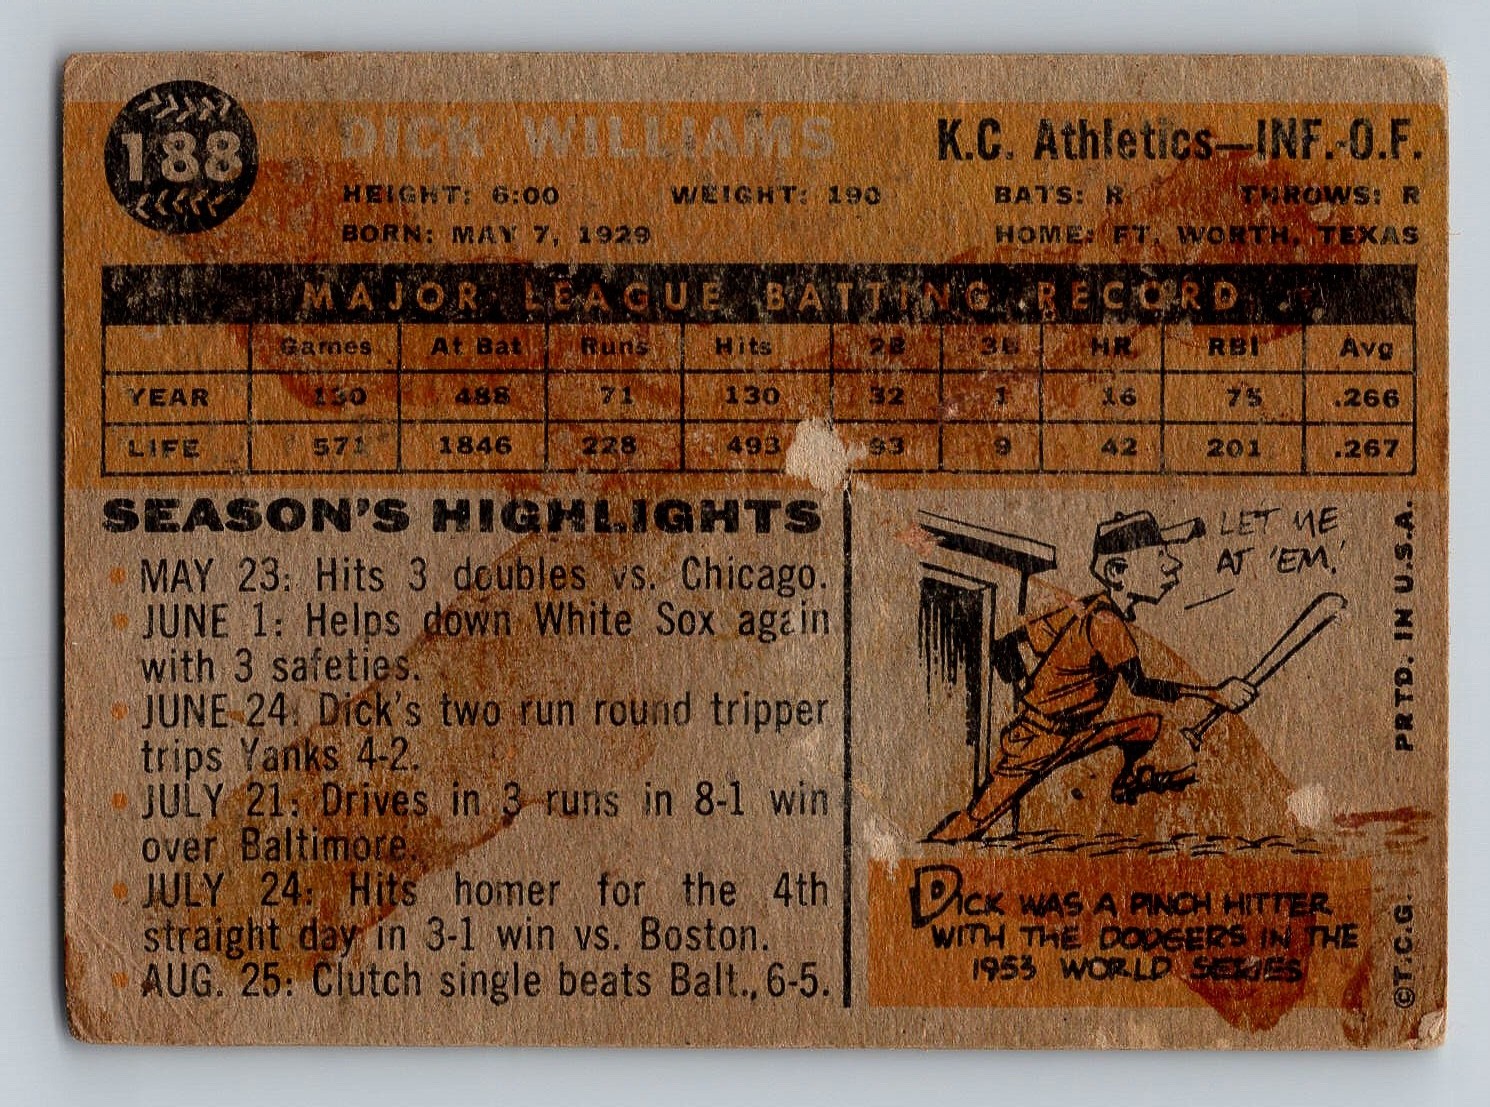 188
DICK WILLIAMS
K.C. Athletics—INF.-O.F.
HEIGHT: 6:00 WEIGHT: 190 BATS: R THROWS: R
BORN: MAY 7, 1929 HOME: FT. WORTH, TEXAS
MAJOR LEAGUE BATTING RECORD
Games At Bat Runs Hits 2B 3B HR RBI Avg
YEAR 130 488 71 130 32 1 16 75 .266
LIFE 571 1846 228 493 93 9 42 201 .267
SEASON'S HIGHLIGHTS
• MAY 23: Hits 3 doubles vs. Chicago.
• JUNE 1: Helps down White Sox again
with 3 safeties.
• JUNE 24: Dick's two run round tripper
trips Yanks 4-2.
• JULY 21: Drives in 3 runs in 8-1 win
over Baltimore.
• JULY 24: Hits homer for the 4th
straight day in 3-1 win vs. Boston.
• AUG. 25: Clutch single beats Balt., 6-5.
LET ME
AT 'EM!
DICK WAS A PINCH HITTER
WITH THE DODGERS IN THE
1953 WORLD SERIES
©T.C.G. PRTD. IN U.S.A.